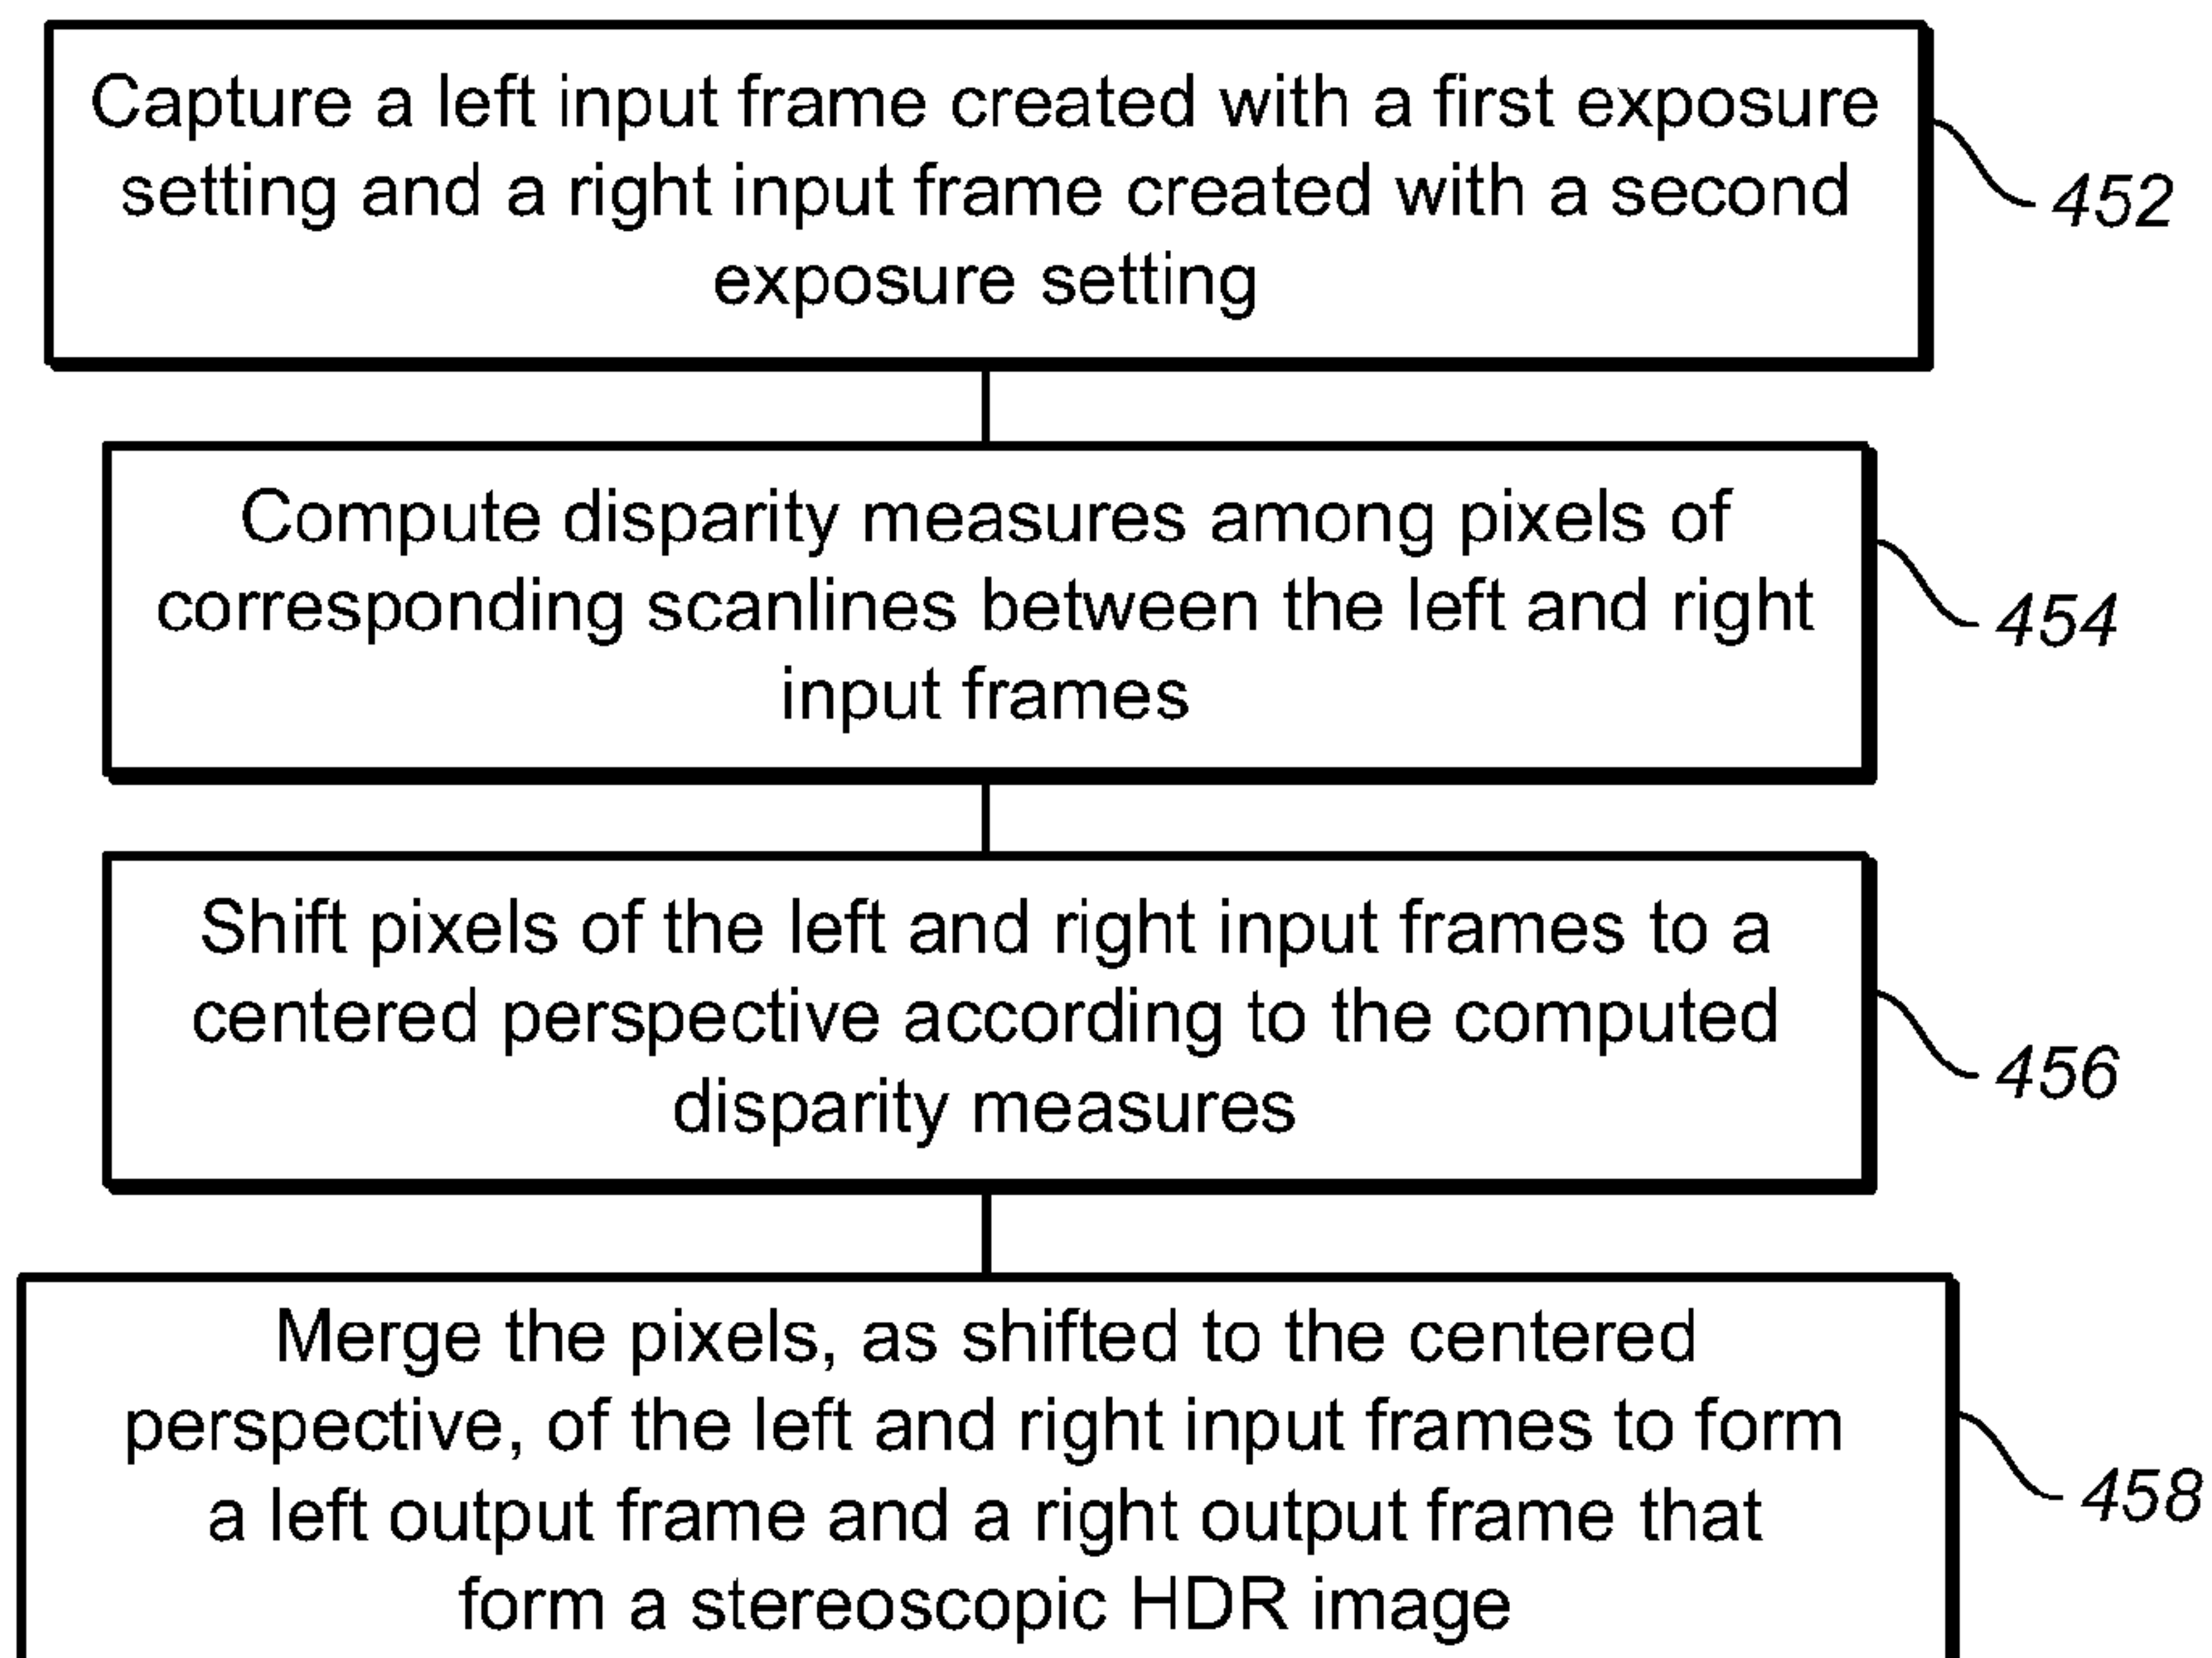 Capture a left input frame created with a first exposure
setting and a right input frame created with a second
exposure setting
452
Compute disparity measures among pixels of
corresponding scanlines between the left and right
input frames
454
Shift pixels of the left and right input frames to a
centered perspective according to the computed
disparity measures
456
Merge the pixels, as shifted to the centered
perspective, of the left and right input frames to form
a left output frame and a right output frame that
form a stereoscopic HDR image
458